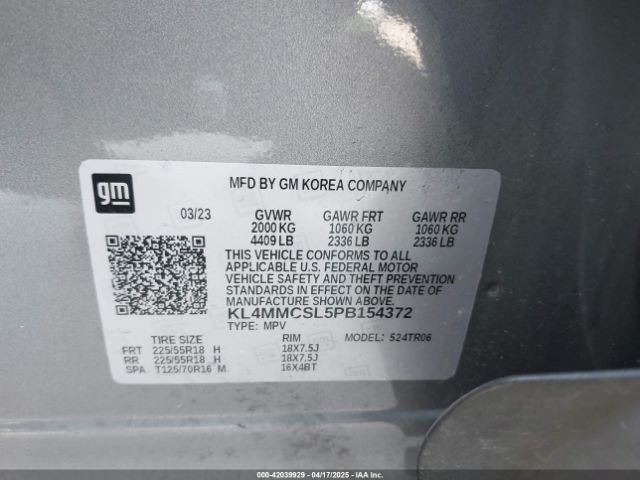 gm
MFD BY GM KOREA COMPANY
03/23 GVWR GAWR FRT GAWR RR
2000 KG 1060 KG 1060 KG
4409 LB 2336 LB 2336 LB
THIS VEHICLE CONFORMS TO ALL
APPLICABLE U.S. FEDERAL MOTOR
VEHICLE SAFETY AND THEFT PREVENTION
STANDARDS IN EFFECT ON THE DATE OF
MANUFACTURE SHOWN ABOVE.
KL4MMCSL5PB154372
TYPE: MPV
TIRE SIZE RIM MODEL: 524TR06
FRT 225/55R18 H 18X7.5J
RR 225/55R18 H 18X7.5J
SPA T125/70R16 M 16X4BT
000-42039929 - 04/17/2025 - IAAI.COM